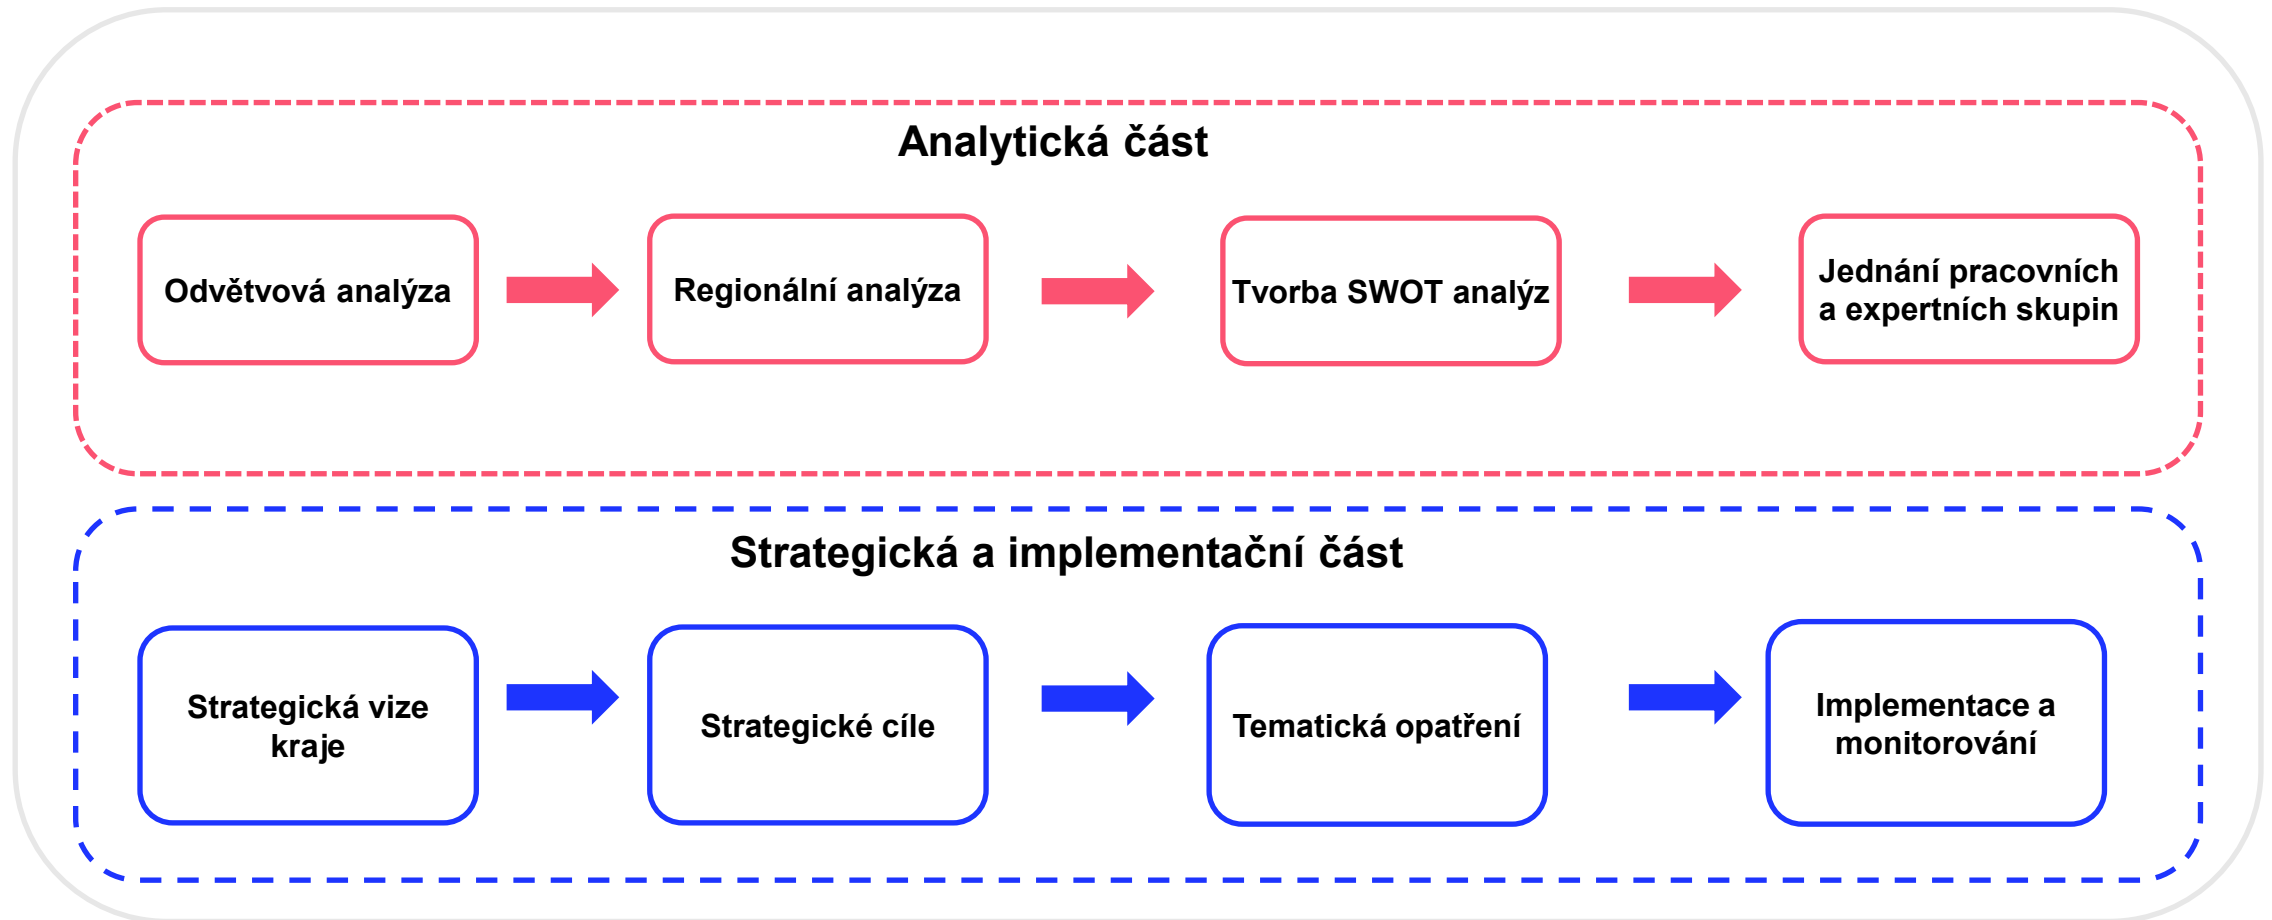 Analytická část
Odvětvová analýza
Regionální analýza
Tvorba SWOT analýz
Jednání pracovních
a expertních skupin
Strategická a implementační část
Strategická vize
kraje
Strategické cíle
Tematická opatření
Implementace a
monitorování